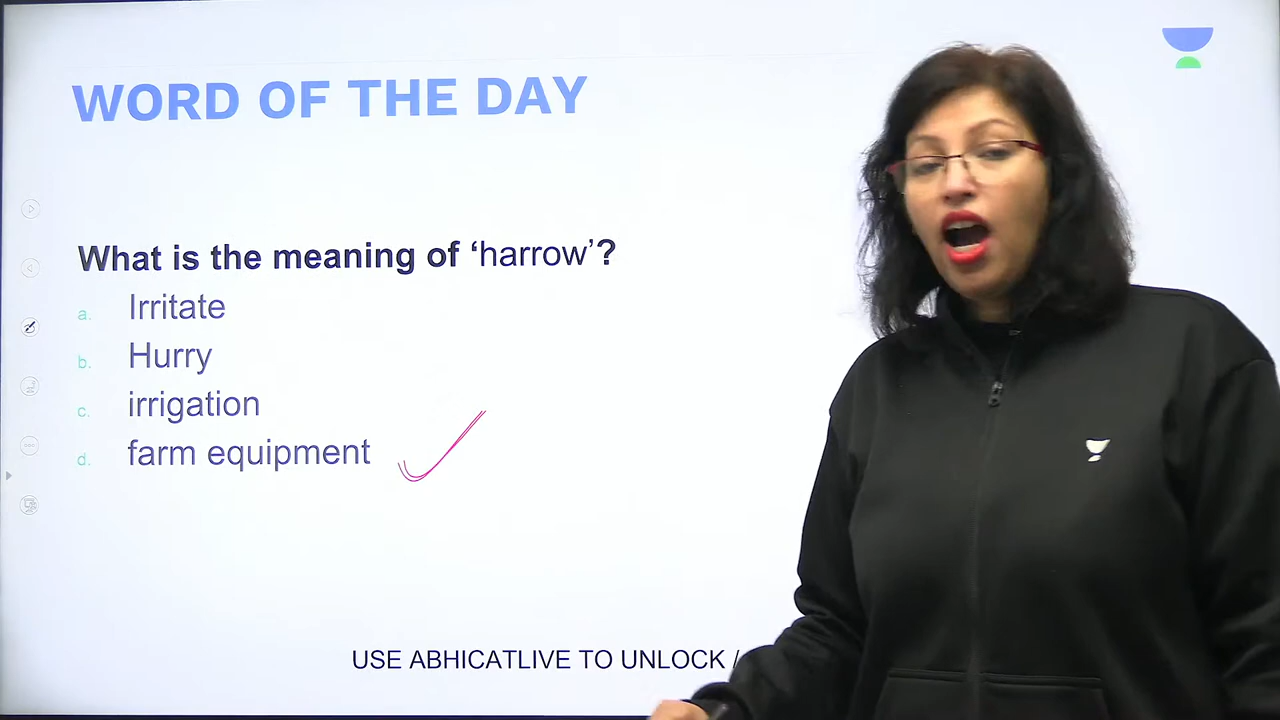 WORD OF THE DAY
What is the meaning of ‘harrow’?
a. Irritate
b. Hurry
c. irrigation
d. farm equipment
USE ABHICATLIVE TO UNLOCK /